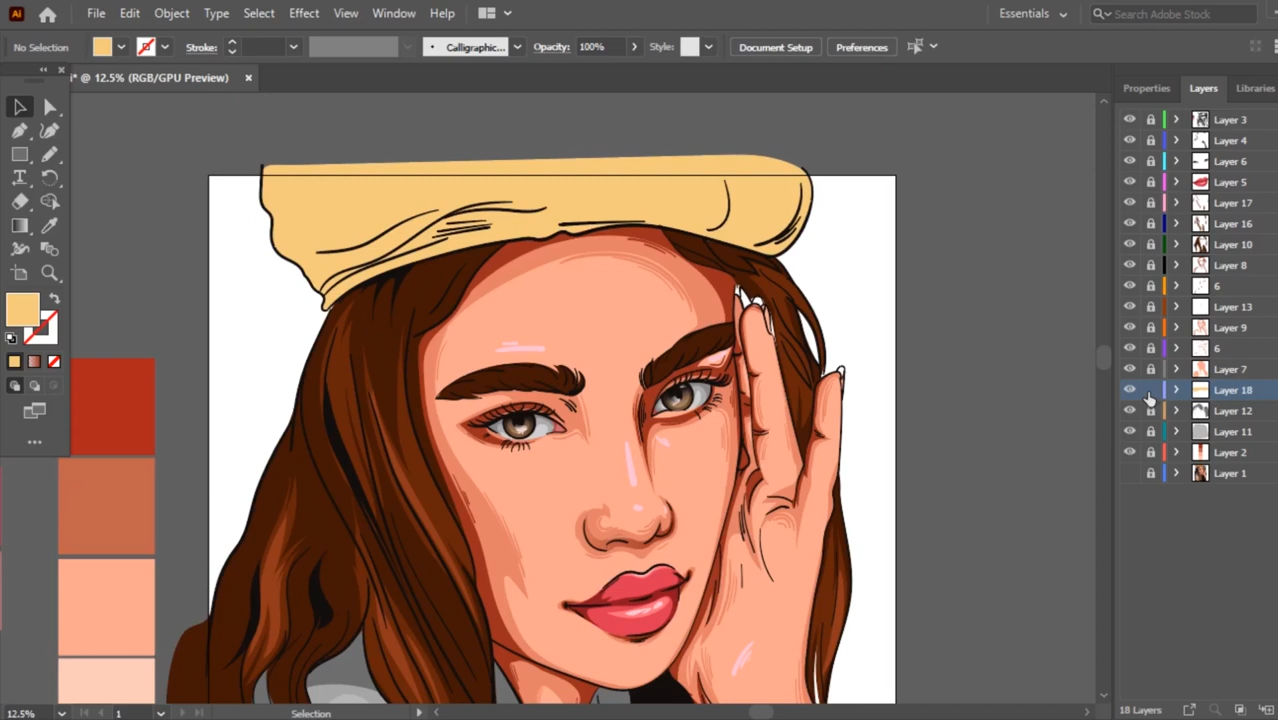 Ai File Edit Object Type Select Effect View Window Help Essentials Search Adobe Stock
No Selection Stroke: Calligraphic... Opacity: 100% Style: Document Setup Preferences
i* @ 12.5% (RGB/GPU Preview)
Properties Layers Libraries
Layer 3
Layer 4
Layer 6
Layer 5
Layer 17
Layer 16
Layer 10
Layer 8
6
Layer 13
Layer 9
6
Layer 7
Layer 18
Layer 12
Layer 11
Layer 2
Layer 1
12.5% 1 Selection 18 Layers